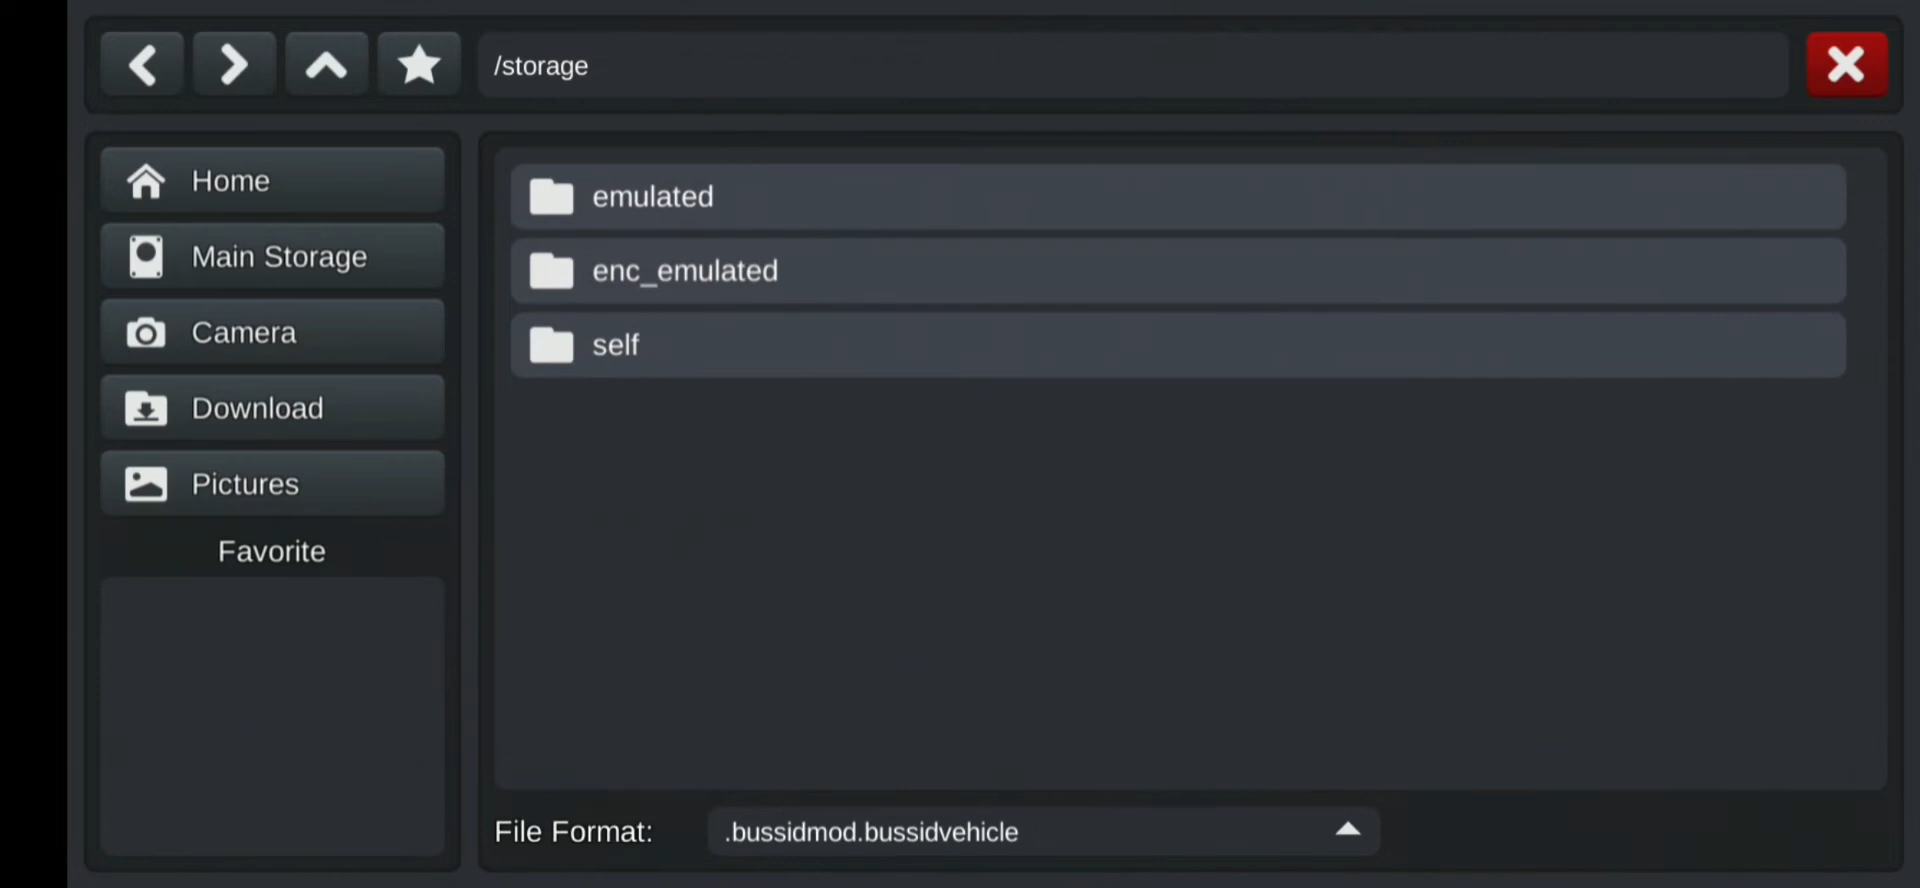 /storage
Home
Main Storage
Camera
Download
Pictures
Favorite
emulated
enc_emulated
self
File Format:
.bussidmod.bussidvehicle